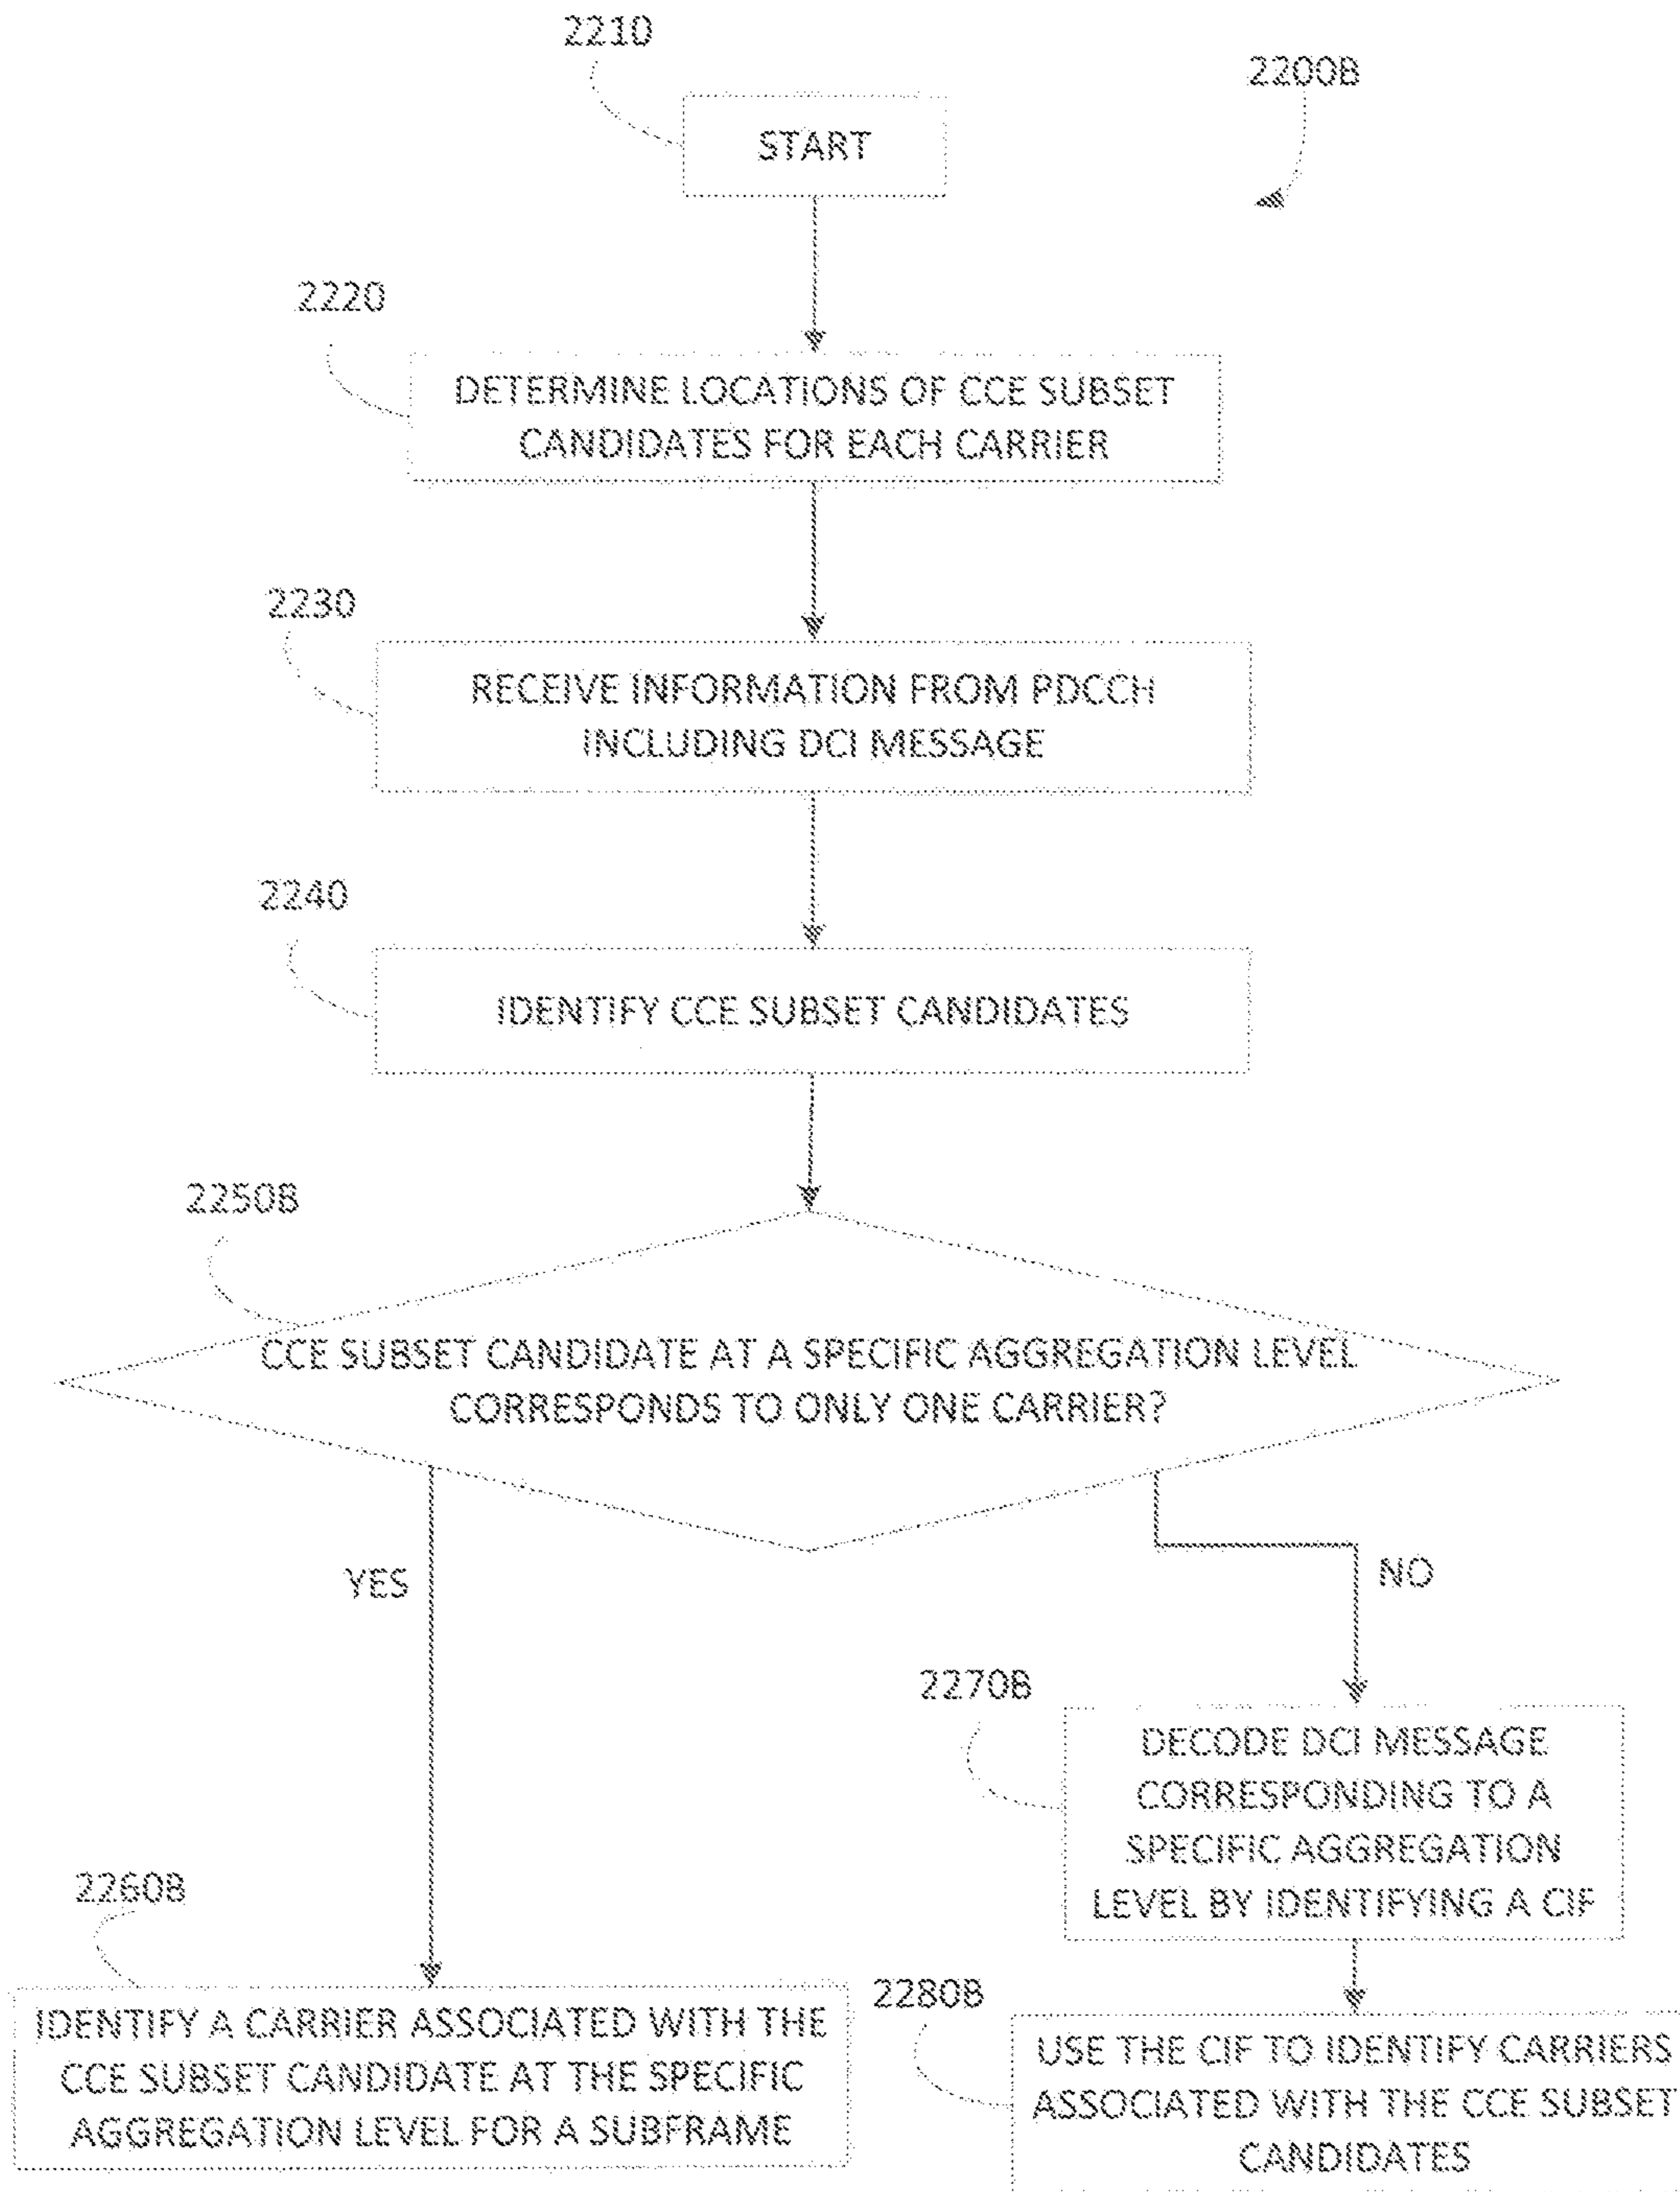 2210
2200B
START
2220
DETERMINE LOCATIONS OF CCE SUBSET
CANDIDATES FOR EACH CARRIER
2230
RECEIVE INFORMATION FROM PDCCH
INCLUDING DCI MESSAGE
2240
IDENTIFY CCE SUBSET CANDIDATES
2250B
CCE SUBSET CANDIDATE AT A SPECIFIC AGGREGATION LEVEL
CORRESPONDS TO ONLY ONE CARRIER?
YES
NO
2270B
DECODE DCI MESSAGE
CORRESPONDING TO A
SPECIFIC AGGREGATION
LEVEL BY IDENTIFYING A CIF
2260B
IDENTIFY A CARRIER ASSOCIATED WITH THE
CCE SUBSET CANDIDATE AT THE SPECIFIC
AGGREGATION LEVEL FOR A SUBFRAME
2280B
USE THE CIF TO IDENTIFY CARRIERS
ASSOCIATED WITH THE CCE SUBSET
CANDIDATES